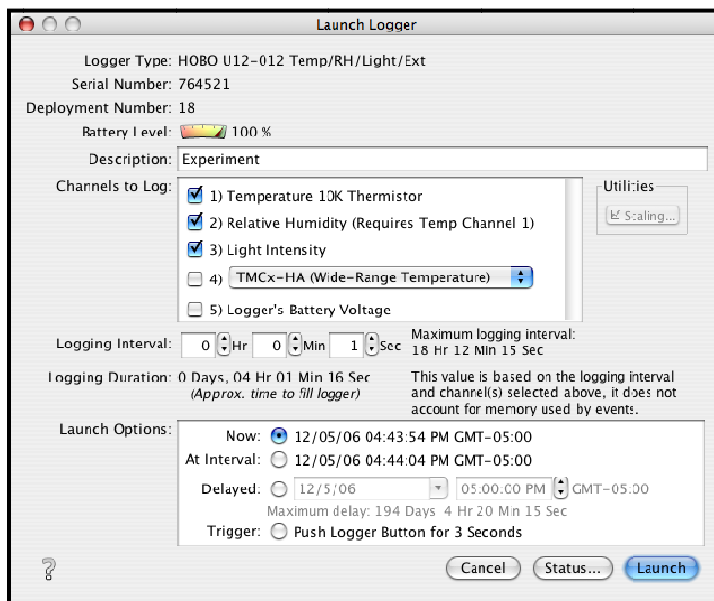 Launch Logger
Logger Type: HOBO U12-012 Temp/RH/Light/Ext
Serial Number: 764521
Deployment Number: 18
Battery Level: 100 %
Description: Experiment
Channels to Log:
1) Temperature 10K Thermistor
2) Relative Humidity (Requires Temp Channel 1)
3) Light Intensity
4) TMCx-HA (Wide-Range Temperature)
5) Logger's Battery Voltage
Utilities
Scaling...
Logging Interval: 0 Hr 0 Min 1 Sec
Maximum logging interval:
18 Hr 12 Min 15 Sec
Logging Duration: 0 Days, 04 Hr 01 Min 16 Sec
(Approx. time to fill logger)
This value is based on the logging interval
and channel(s) selected above, it does not
account for memory used by events.
Launch Options:
Now: 12/05/06 04:43:54 PM GMT-05:00
At Interval: 12/05/06 04:44:04 PM GMT-05:00
Delayed: 12/5/06 05:00:00 PM GMT-05:00
Maximum delay: 194 Days 4 Hr 20 Min 15 Sec
Trigger: Push Logger Button for 3 Seconds
?
Cancel
Status...
Launch